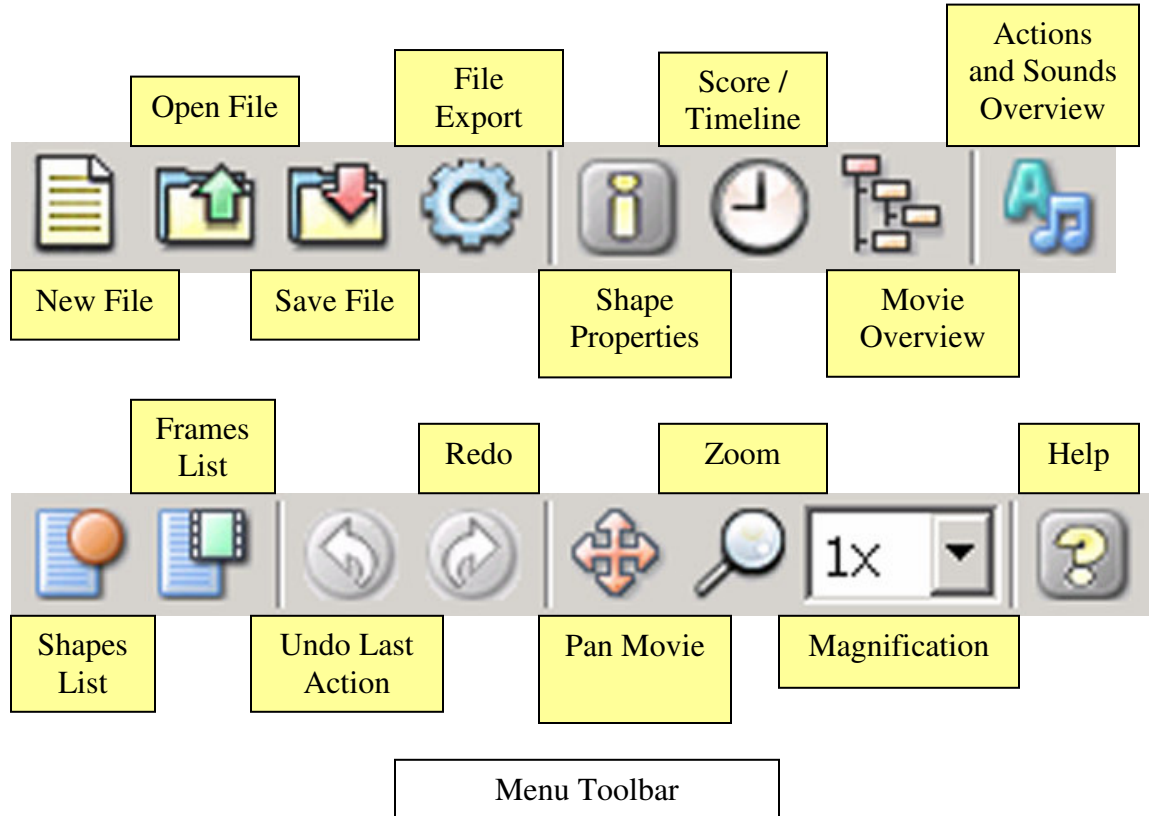 Actions
and Sounds
Overview
File
Export
Score /
Timeline
Open File
New File
Save File
Shape
Properties
Movie
Overview
Frames
List
Redo
Zoom
Help
1x
Shapes
List
Undo Last
Action
Pan Movie
Magnification
Menu Toolbar